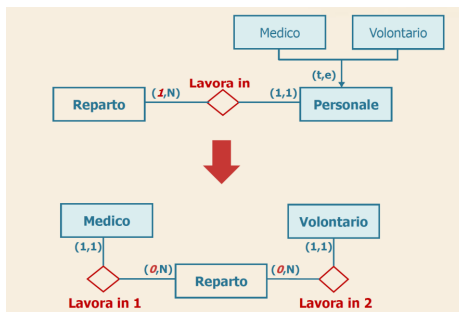 Medico
Volontario
(t,e)
Lavora in
Reparto
(1,N)
(1,1)
Personale
Medico
Volontario
(1,1)
(1,1)
(0,N)
Reparto
(0,N)
Lavora in 1
Lavora in 2